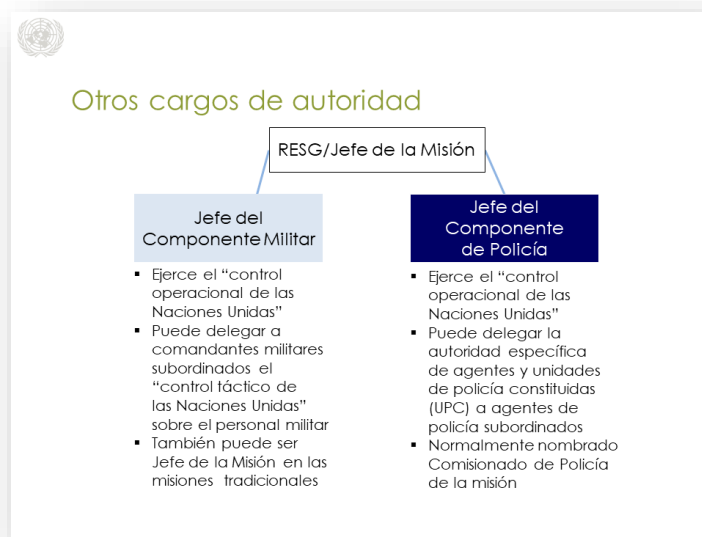 Otros cargos de autoridad
RESG/Jefe de la Misión
Jefe del
Componente Militar
▪ Ejerce el “control
operacional de las
Naciones Unidas”
▪ Puede delegar a
comandantes militares
subordinados el
“control táctico de
las Naciones Unidas”
sobre el personal militar
▪ También puede ser
Jefe de la Misión en las
misiones tradicionales
Jefe del
Componente
de Policía
▪ Ejerce el “control
operacional de las
Naciones Unidas”
▪ Puede delegar la
autoridad específica
de agentes y unidades
de policía constituidas
(UPC) a agentes de
policía subordinados
▪ Normalmente nombrado
Comisionado de Policía
de la misión